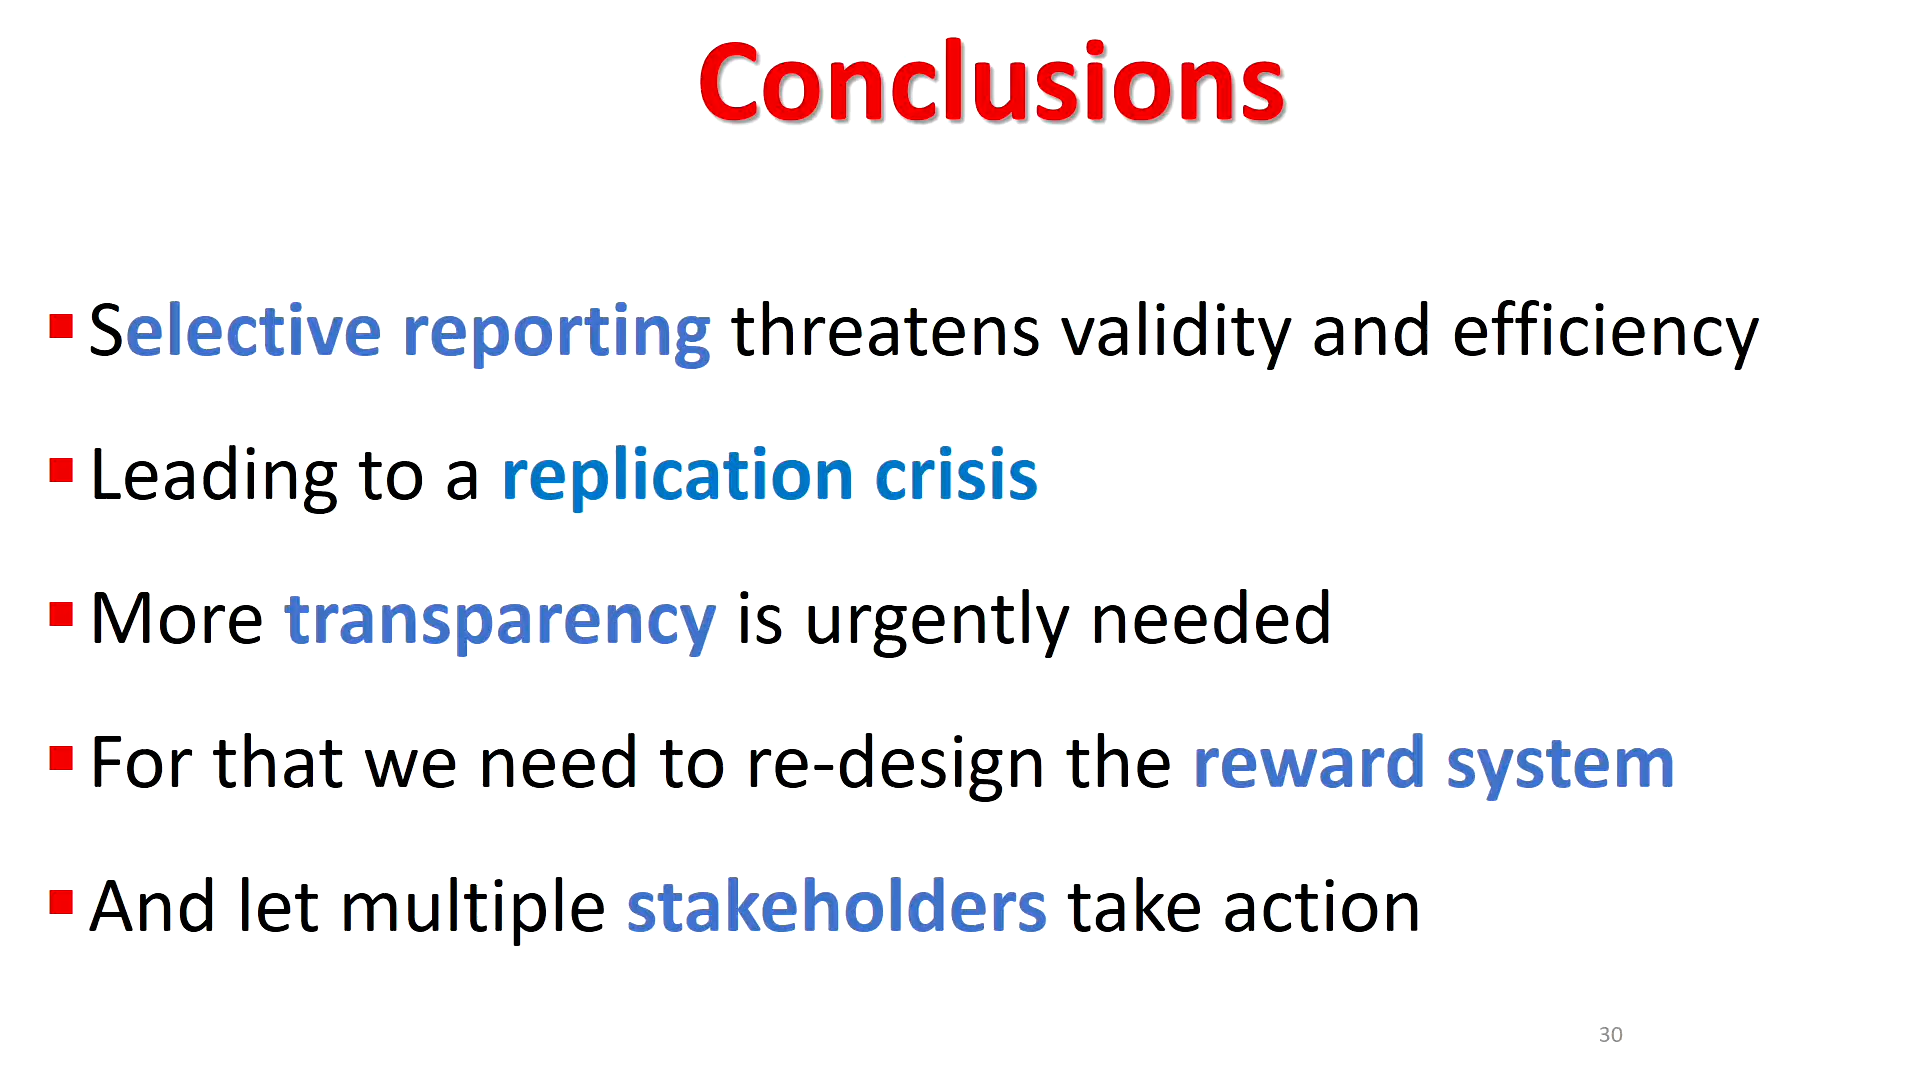 Conclusions
▪ Selective reporting threatens validity and efficiency
▪ Leading to a replication crisis
▪ More transparency is urgently needed
▪ For that we need to re-design the reward system
▪ And let multiple stakeholders take action
30